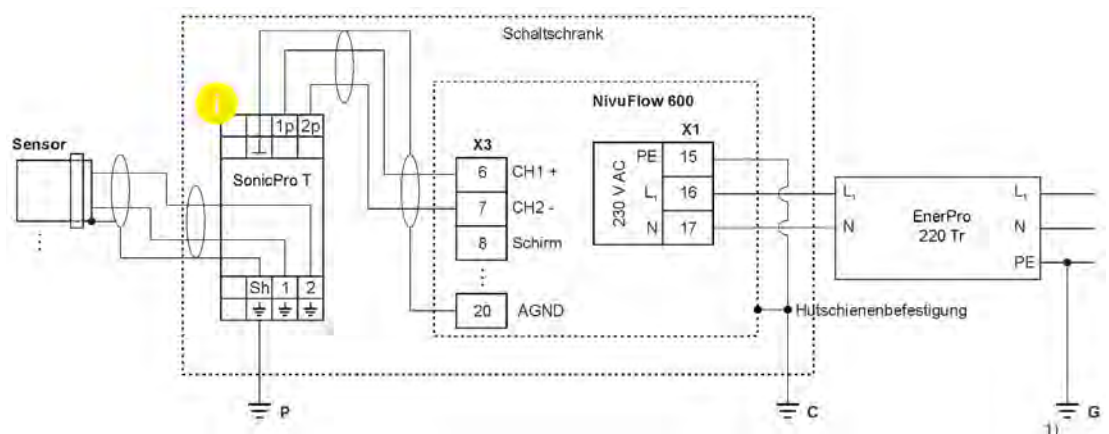 Schaltschrank
NivuFlow 600
1p 2p
Sensor
SonicPro T
Sh 1 2
P
X3
6 CH1 +
7 CH2 -
8 Schirm
20 AGND
X1
230 V AC
PE 15
L1 16
N 17
Hutschienenbefestigung
C
L1 L1
EnerPro
220 Tr
N N
PE
G
1)